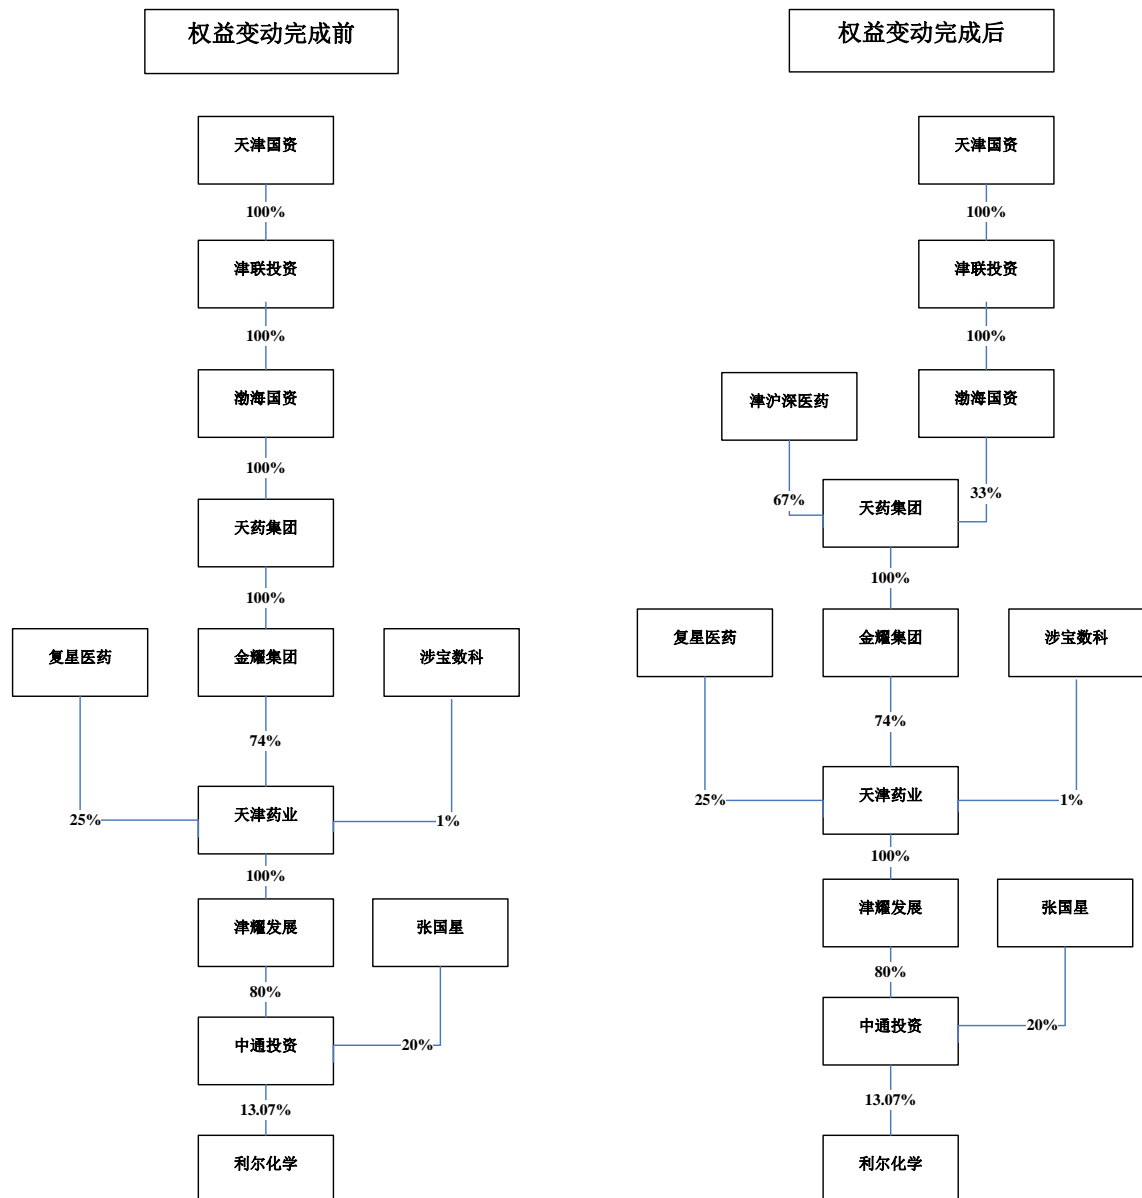 权益变动完成前
天津国资
100%
津联投资
100%
渤海国资
100%
天药集团
100%
复星医药
金耀集团
涉宝数科
74%
25%
天津药业
1%
100%
津耀发展
张国星
80%
中通投资
20%
13.07%
利尔化学
权益变动完成后
天津国资
100%
津联投资
100%
津沪深医药
渤海国资
67%
天药集团
33%
100%
复星医药
金耀集团
涉宝数科
74%
25%
天津药业
1%
100%
津耀发展
张国星
80%
中通投资
20%
13.07%
利尔化学